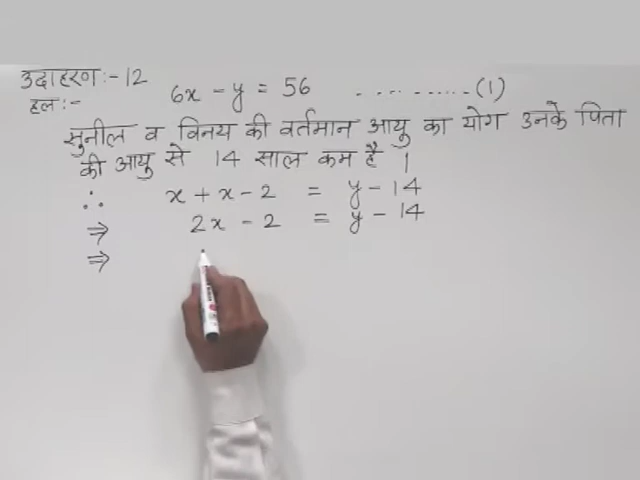 उदाहरण:- 12
हल:-
6x - y = 56 ............(1)
सुनील व विनय की वर्तमान आयु का योग उनके पिता
की आयु से 14 साल कम है ।
∴ x + x - 2 = y - 14
⇒ 2x - 2 = y - 14
⇒